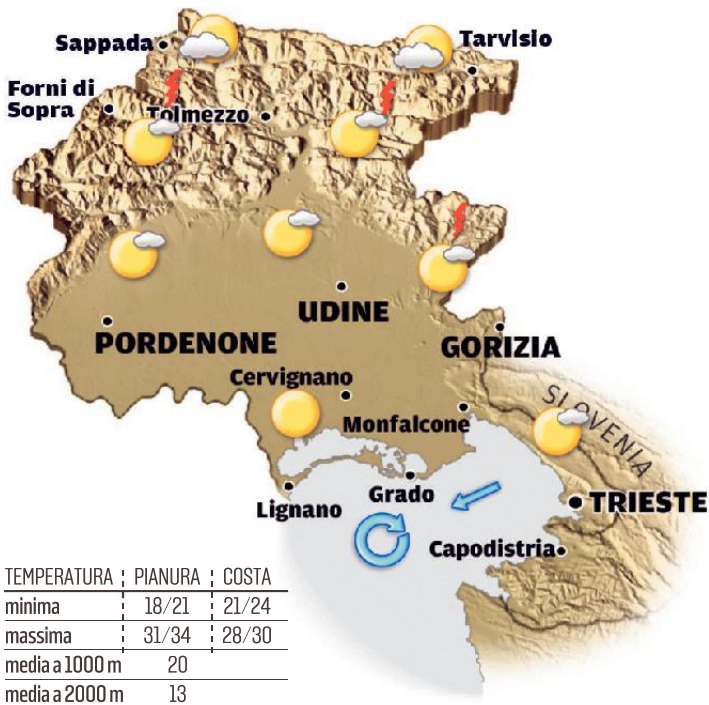 Sappada
Tarvisio
Forni di
Sopra
Tolmezzo
UDINE
PORDENONE
GORIZIA
Cervignano
Monfalcone
SLOVENIA
Lignano
Grado
TRIESTE
Capodistria
TEMPERATURA PIANURA COSTA
minima 18/21 21/24
massima 31/34 28/30
media a 1000 m 20
media a 2000 m 13